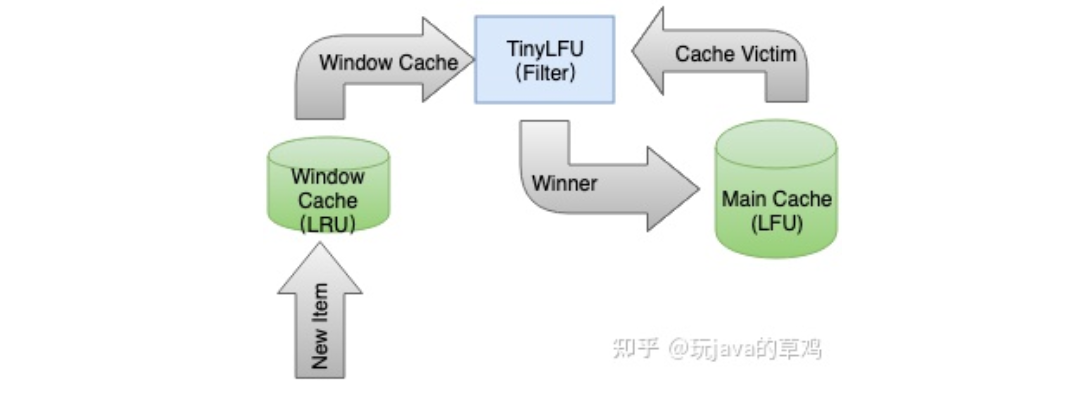 Window Cache
TinyLFU
(Filter)
Cache Victim
Window
Cache
(LRU)
Winner
Main Cache
(LFU)
New Item
知乎 @玩java的草鸡